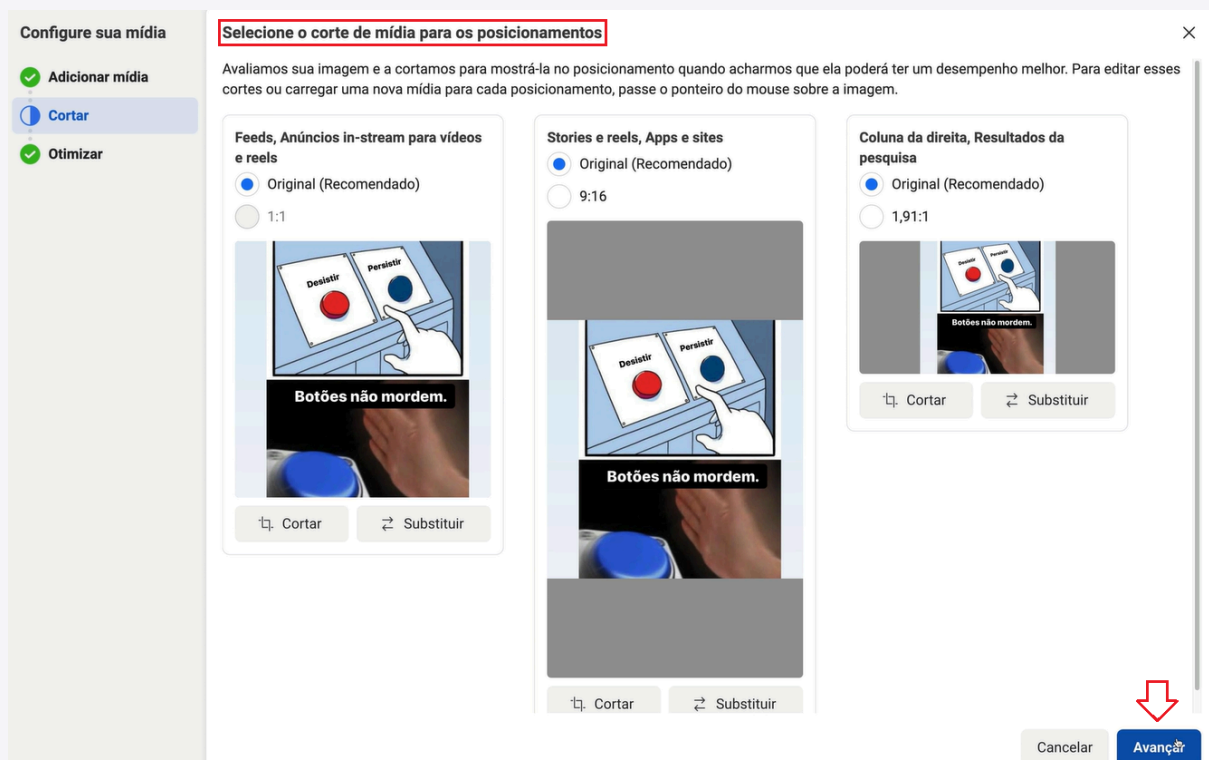 Configure sua mídia
Adicionar mídia
Cortar
Otimizar
Selecione o corte de mídia para os posicionamentos
Avaliamos sua imagem e a cortamos para mostrá-la no posicionamento quando acharmos que ela poderá ter um desempenho melhor. Para editar esses
cortes ou carregar uma nova mídia para cada posicionamento, passe o ponteiro do mouse sobre a imagem.
Feeds, Anúncios in-stream para vídeos
e reels
Original (Recomendado)
1:1
Desistir
Persistir
Botões não mordem.
Cortar
Substituir
Stories e reels, Apps e sites
Original (Recomendado)
9:16
Desistir
Persistir
Botões não mordem.
Cortar
Substituir
Coluna da direita, Resultados da
pesquisa
Original (Recomendado)
1,91:1
Desistir
Persistir
Botões não mordem.
Cortar
Substituir
Cancelar
Avançar